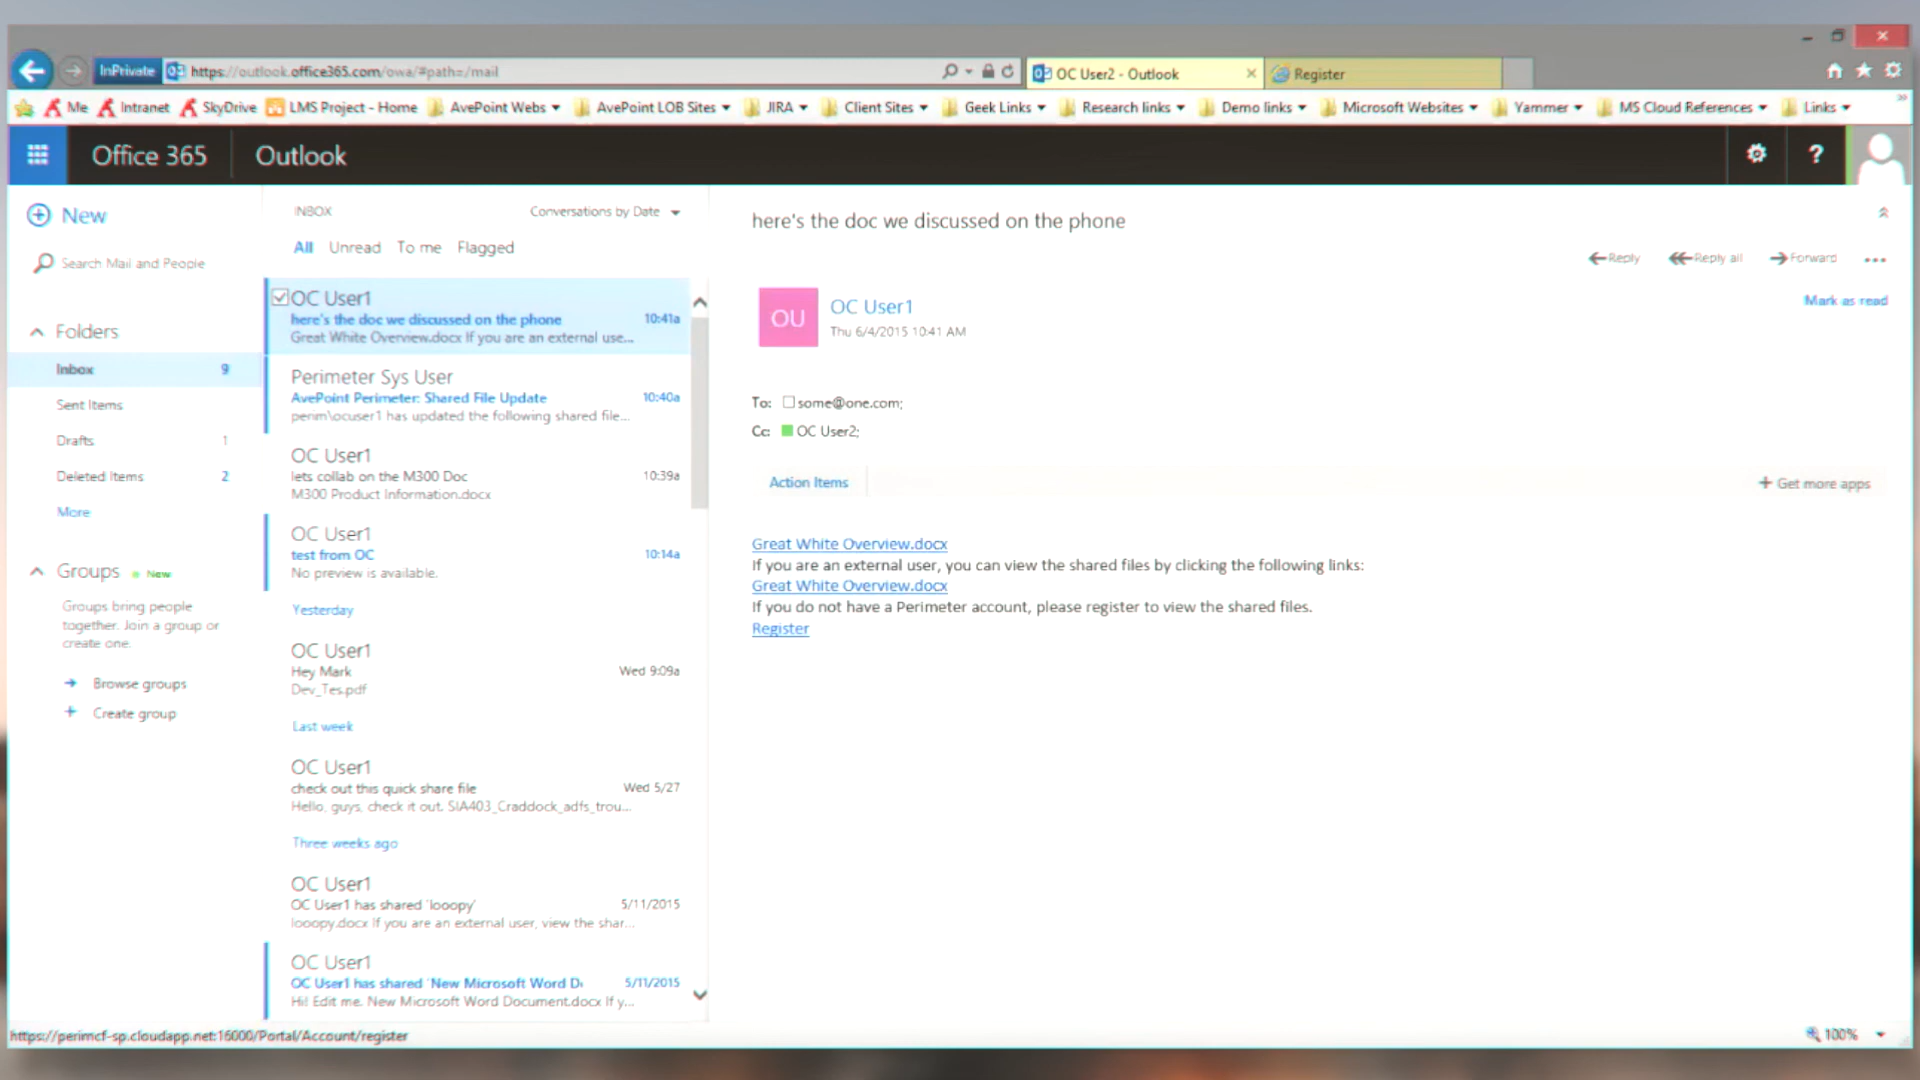 InPrivate https://outlook.office365.com/owa/#path=/mail OC User2 - Outlook Register
Me Intranet SkyDrive LMS Project - Home AvePoint Webs AvePoint LOB Sites JIRA Client Sites Geek Links Research links Demo links Microsoft Websites Yammer MS Cloud References Links
Office 365 Outlook ?
New
Search Mail and People
Folders
Inbox 9
Sent Items
Drafts 1
Deleted Items 2
More
Groups New
Groups bring people
together. Join a group or
create one.
Browse groups
Create group
INBOX Conversations by Date
All Unread To me Flagged
OC User1
here's the doc we discussed on the phone 10:41a
Great White Overview.docx If you are an external use...
Perimeter Sys User
AvePoint Perimeter: Shared File Update 10:40a
perim\ocuser1 has updated the following shared file...
OC User1
lets collab on the M300 Doc 10:39a
M300 Product Information.docx
OC User1
test from OC 10:14a
No preview is available.
Yesterday
OC User1
Hey Mark Wed 9:09a
Dev_Tes.pdf
Last week
OC User1
check out this quick share file Wed 5/27
Hello, guys, check it out. SIA403_Craddock_adfs_trou...
Three weeks ago
OC User1
OC User1 has shared 'looopy' 5/11/2015
looopy.docx If you are an external user, view the shar...
OC User1
OC User1 has shared 'New Microsoft Word Do 5/11/2015
Hi! Edit me. New Microsoft Word Document.docx If y...
here's the doc we discussed on the phone
Reply Reply all Forward ...
Mark as read
OU OC User1
Thu 6/4/2015 10:41 AM
To: some@one.com;
Cc: OC User2;
Action Items + Get more apps
Great White Overview.docx
If you are an external user, you can view the shared files by clicking the following links:
Great White Overview.docx
If you do not have a Perimeter account, please register to view the shared files.
Register
https://perimcf-sp.cloudapp.net:16000/Portal/Account/register 100%